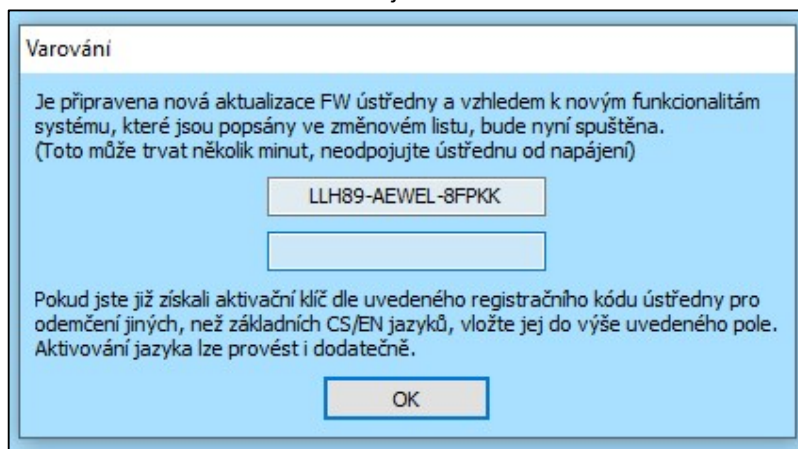 Varování
Je připravena nová aktualizace FW ústředny a vzhledem k novým funkcionalitám
systému, které jsou popsány ve změnovém listu, bude nyní spuštěna.
(Toto může trvat několik minut, neodpojujte ústřednu od napájení)
LLH89-AEWEL-8FPKK
Pokud jste již získali aktivační klíč dle uvedeného registračního kódu ústředny pro
odemčení jiných, než základních CS/EN jazyků, vložte jej do výše uvedeného pole.
Aktivování jazyka lze provést i dodatečně.
OK